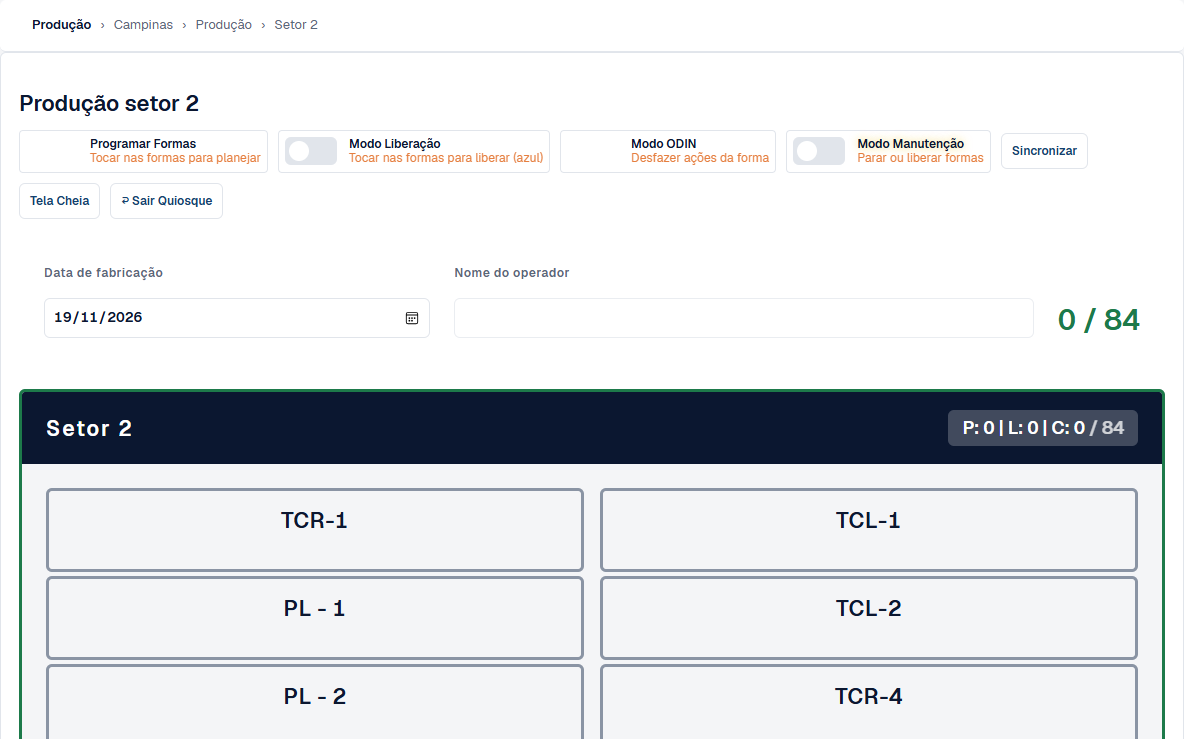 Produção › Campinas › Produção › Setor 2
Produção setor 2
Programar Formas
Tocar nas formas para planejar
Modo Liberação
Tocar nas formas para liberar (azul)
Modo ODIN
Desfazer ações da forma
Modo Manutenção
Parar ou liberar formas
Sincronizar
Tela Cheia
Sair Quiosque
Data de fabricação
Nome do operador
19/11/2026
0 / 84
Setor 2
P: 0 | L: 0 | C: 0 / 84
TCR-1
TCL-1
PL - 1
TCL-2
PL - 2
TCR-4